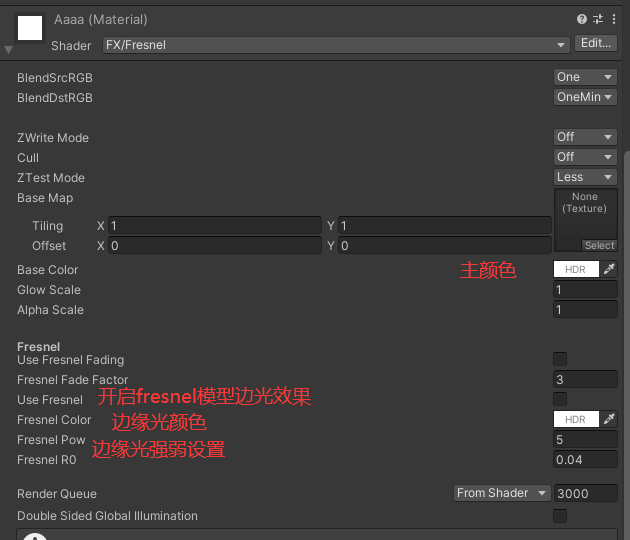 Aaaa (Material)
Shader FX/Fresnel Edit...
BlendSrcRGB One
BlendDstRGB OneMin
ZWrite Mode Off
Cull Off
ZTest Mode Less
Base Map None
(Texture)
Tiling X 1 Y 1
Offset X 0 Y 0 Select
Base Color 主颜色 HDR
Glow Scale 1
Alpha Scale 1
Fresnel
Use Fresnel Fading
Fresnel Fade Factor 3
Use Fresnel 开启fresnel模型边光效果
Fresnel Color 边缘光颜色 HDR
Fresnel Pow 边缘光强弱设置 5
Fresnel R0 0.04
Render Queue From Shader 3000
Double Sided Global Illumination